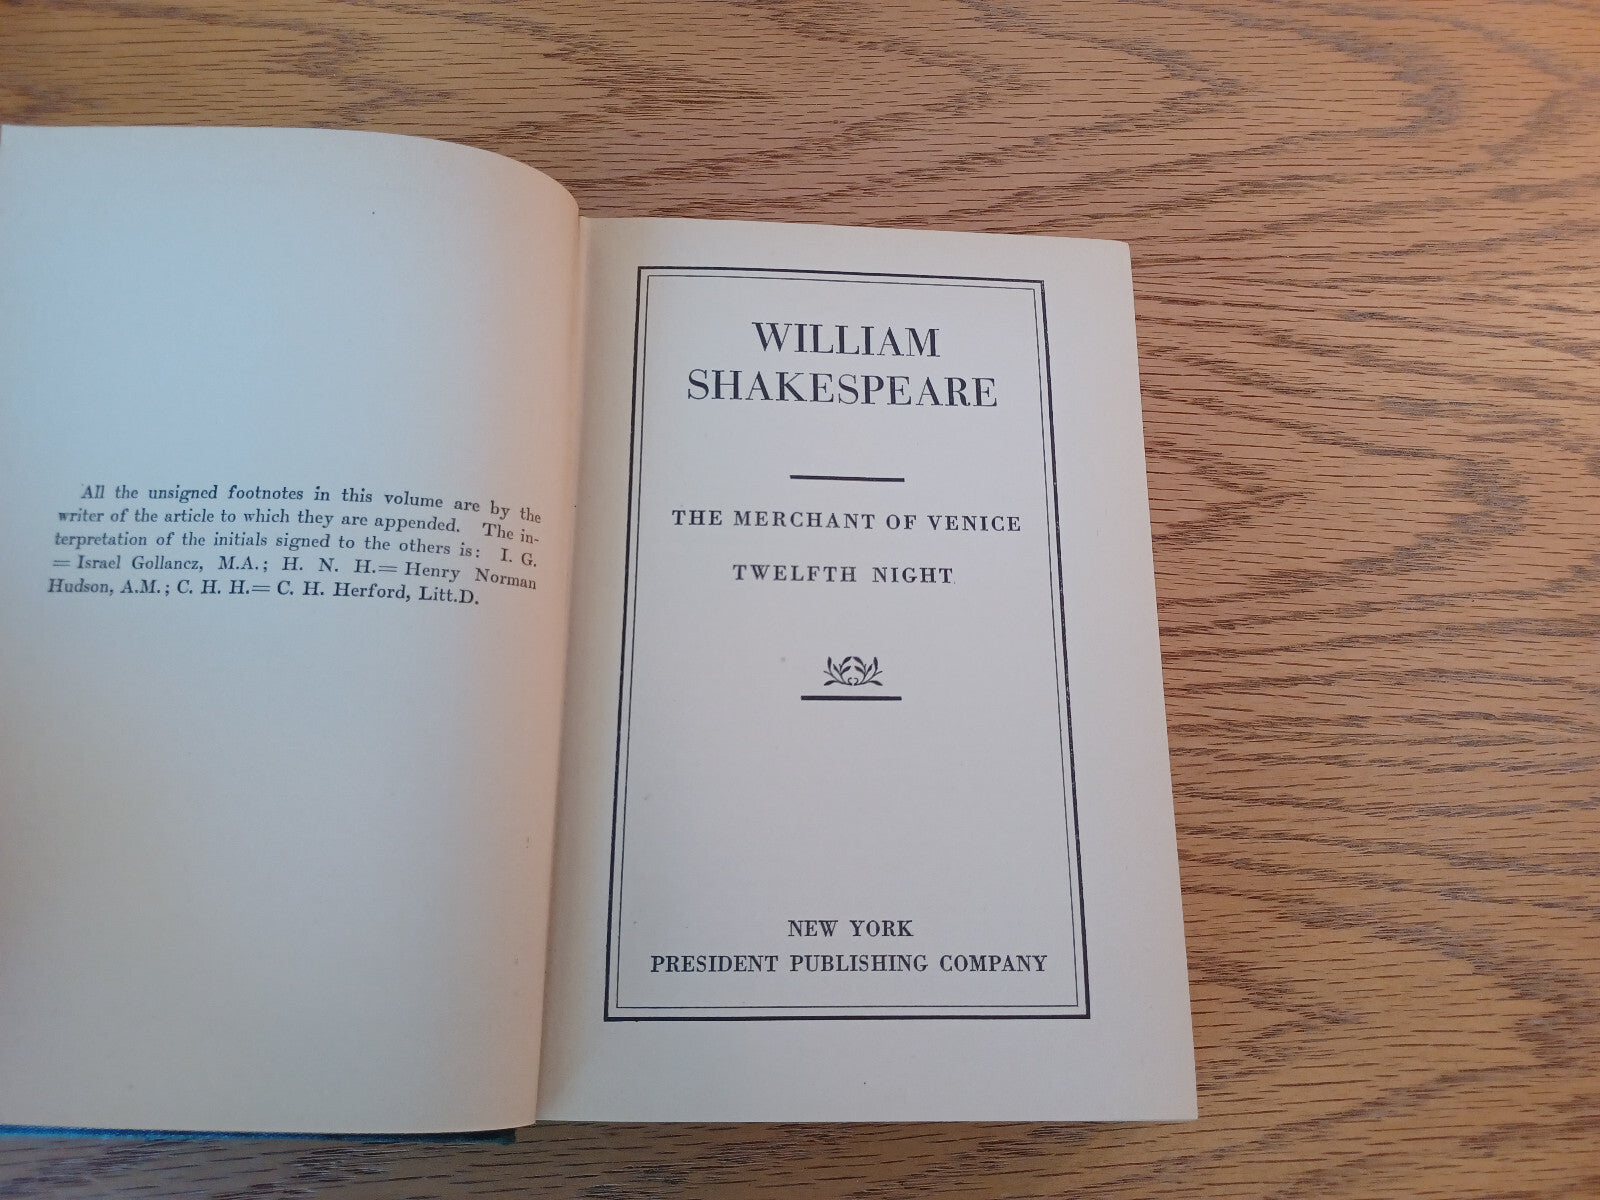 All the unsigned footnotes in this volume are by the
writer of the article to which they are appended. The in-
terpretation of the initials signed to the others is: I. G.
= Israel Gollancz, M.A.; H. N. H.= Henry Norman
Hudson, A.M.; C. H. H.= C. H. Herford, Litt.D.
WILLIAM
SHAKESPEARE
THE MERCHANT OF VENICE
TWELFTH NIGHT
NEW YORK
PRESIDENT PUBLISHING COMPANY